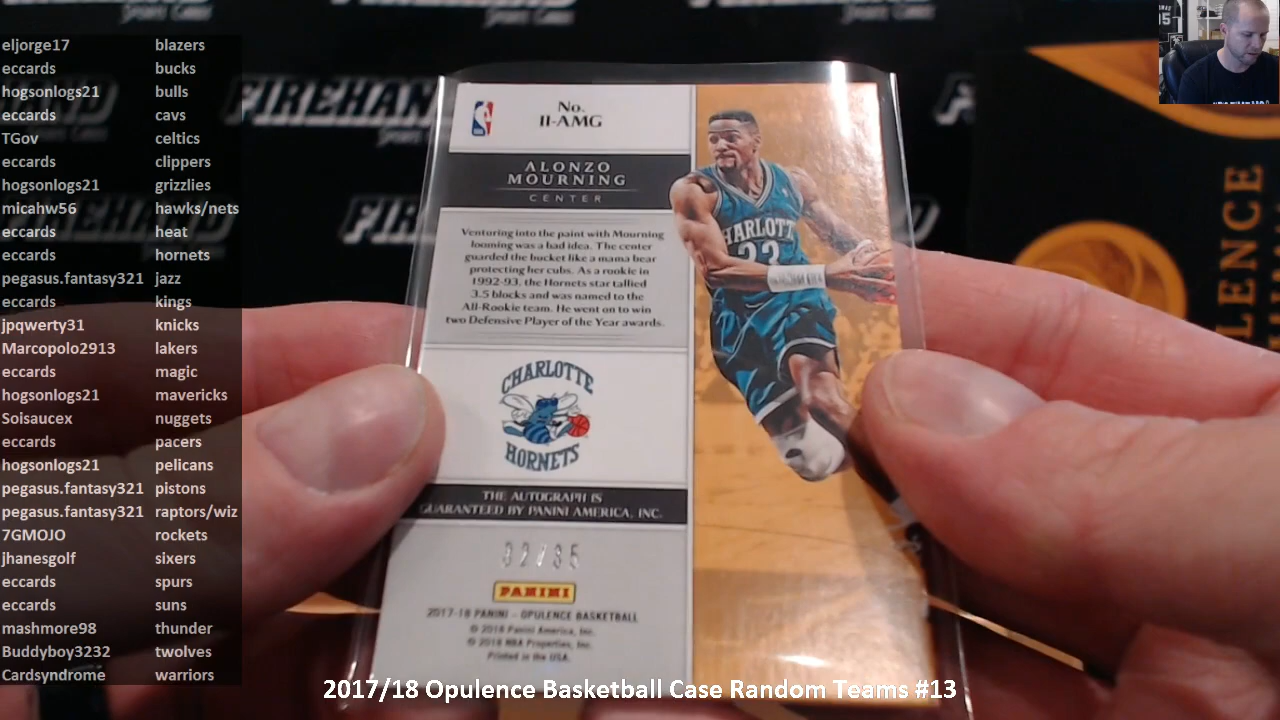 eljorge17 blazers
eccards bucks
hogsonlogs21 bulls
eccards cavs
TGov celtics
eccards clippers
hogsonlogs21 grizzlies
micahw56 hawks/nets
eccards heat
eccards hornets
pegasus.fantasy321 jazz
eccards kings
jpqwerty31 knicks
Marcopolo2913 lakers
eccards magic
hogsonlogs21 mavericks
Soisaucex nuggets
eccards pacers
hogsonlogs21 pelicans
pegasus.fantasy321 pistons
pegasus.fantasy321 raptors/wiz
7GMOJO rockets
jhanesgolf sixers
eccards spurs
eccards suns
mashmore98 thunder
Buddyboy3232 twolves
Cardsyndrome warriors
FIREHAND
No.
II-AMG
ALONZO
MOURNING
CENTER
Venturing into the paint with Mourning
looming was a bad idea. The center
guarded the bucket like a mama bear
protecting her cubs. As a rookie in
1992-93, the Hornets star tallied
3.5 blocks and was named to the
All-Rookie team. He went on to win
two Defensive Player of the Year awards.
CHARLOTTE
HORNETS
THE AUTOGRAPH IS
GUARANTEED BY PANINI AMERICA, INC.
PANINI
2017-18 PANINI - OPULENCE BASKETBALL
© 2018 Panini America, Inc.
© 2018 NBA Properties, Inc.
Printed in the USA.
HARLOTT
33
LENCE
2017/18 Opulence Basketball Case Random Teams #13